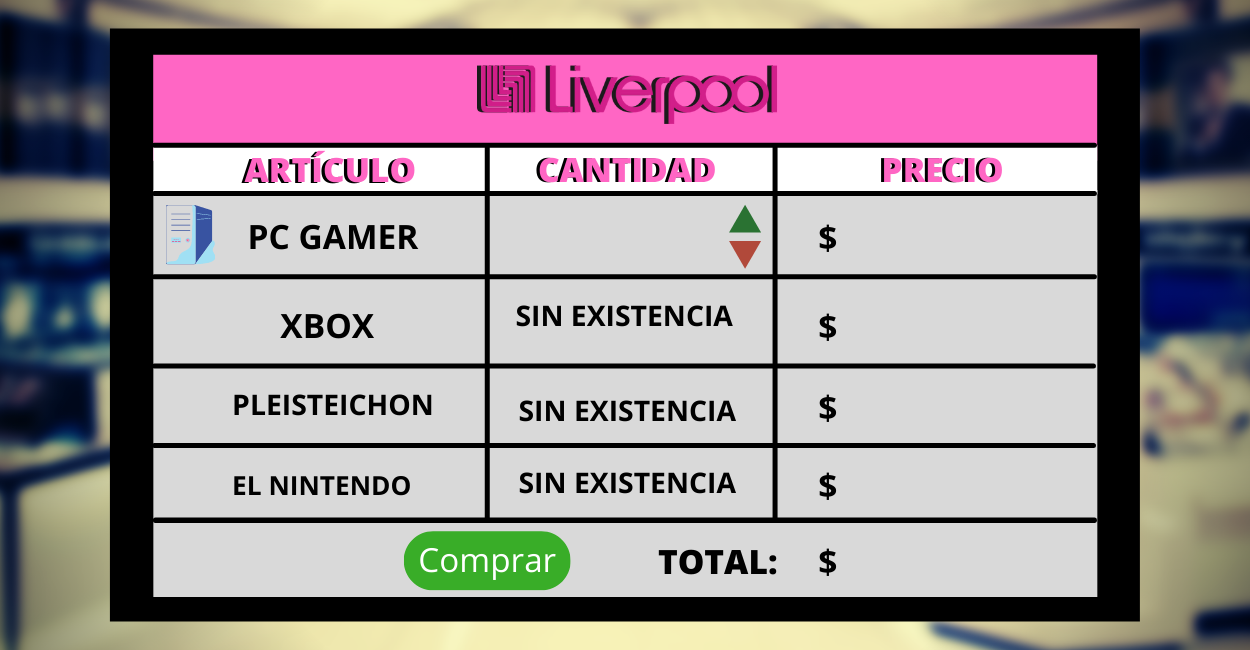 Liverpool
ARTÍCULO CANTIDAD PRECIO
PC GAMER $
XBOX SIN EXISTENCIA $
PLEISTEICHON SIN EXISTENCIA $
EL NINTENDO SIN EXISTENCIA $
Comprar TOTAL: $